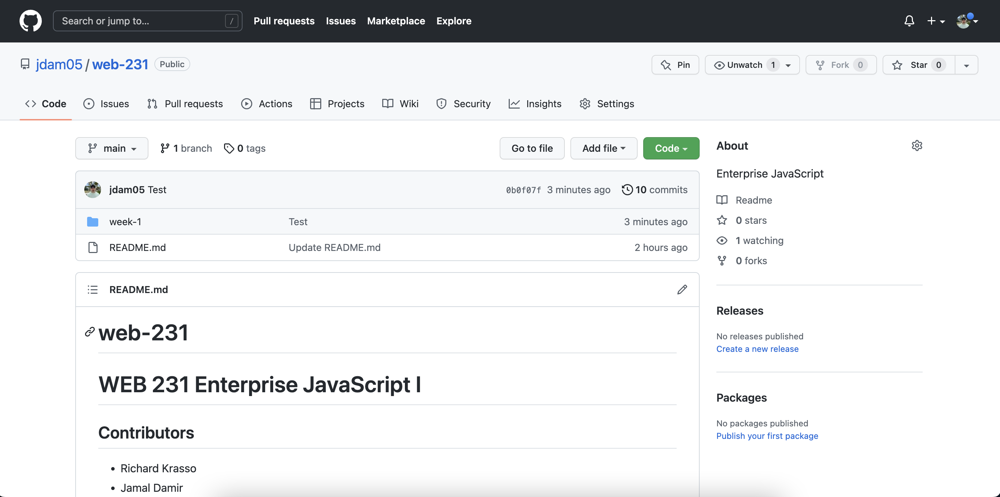 Search or jump to... /
Pull requests Issues Marketplace Explore
jdam05 / web-231 Public
Pin Unwatch 1 Fork 0 Star 0
Code Issues Pull requests Actions Projects Wiki Security Insights Settings
main 1 branch 0 tags Go to file Add file Code
jdam05 Test 0b0f07f 3 minutes ago 10 commits
week-1 Test 3 minutes ago
README.md Update README.md 2 hours ago
README.md
web-231
WEB 231 Enterprise JavaScript I
Contributors
• Richard Krasso
• Jamal Damir
About
Enterprise JavaScript
Readme
0 stars
1 watching
0 forks
Releases
No releases published
Create a new release
Packages
No packages published
Publish your first package